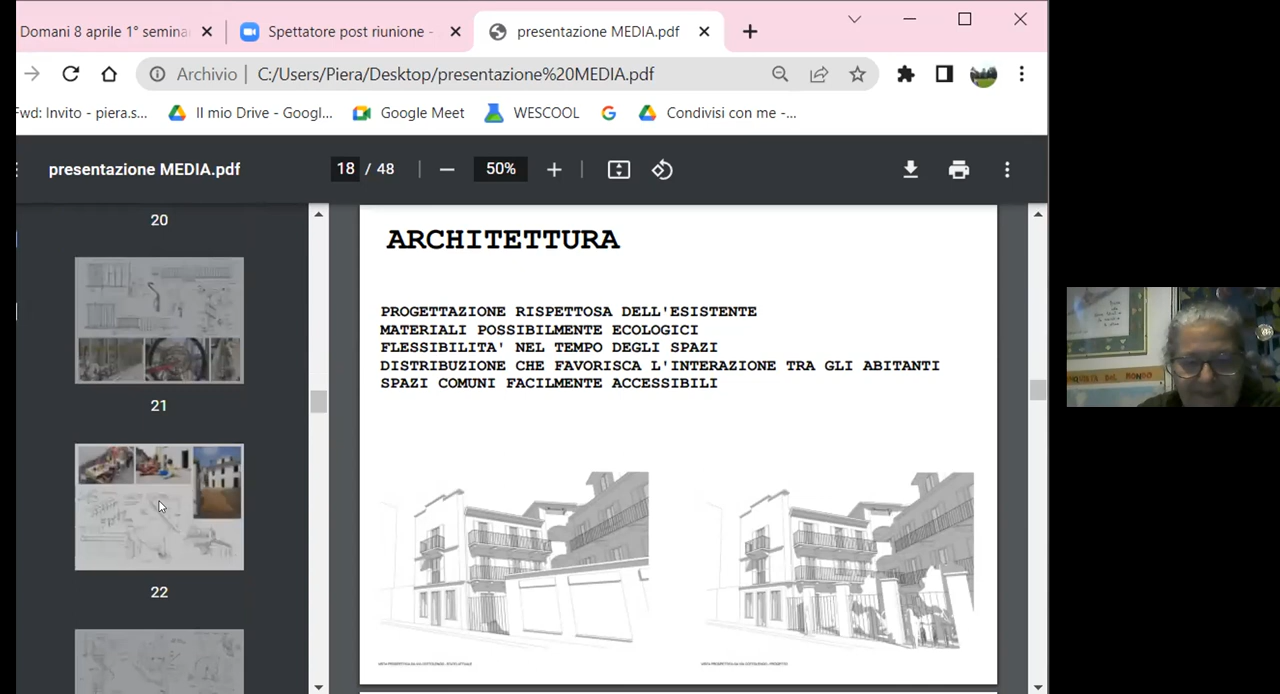 Domani 8 aprile 1° semina
Spettatore post riunione -
presentazione MEDIA.pdf
Archivio
C:/Users/Piera/Desktop/presentazione%20MEDIA.pdf
Fwd: Invito - piera.s...
Il mio Drive - Googl...
Google Meet
WESCOOL
Condivisi con me -...
presentazione MEDIA.pdf
18 / 48
50%
20
21
22
ARCHITETTURA
PROGETTAZIONE RISPETTOSA DELL'ESISTENTE
MATERIALI POSSIBILMENTE ECOLOGICI
FLESSIBILITA' NEL TEMPO DEGLI SPAZI
DISTRIBUZIONE CHE FAVORISCA L'INTERAZIONE TRA GLI ABITANTI
SPAZI COMUNI FACILMENTE ACCESSIBILI